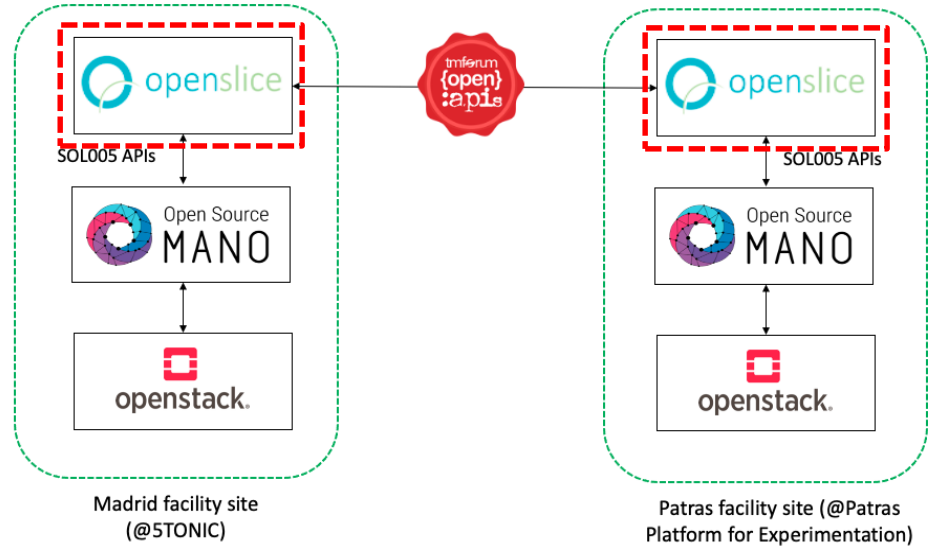 openslice
tmforum
{open}
:apis
openslice
SOL005 APIs
SOL005 APIs
Open Source
MANO
Open Source
MANO
openstack.
openstack.
Madrid facility site
(@5TONIC)
Patras facility site (@Patras
Platform for Experimentation)